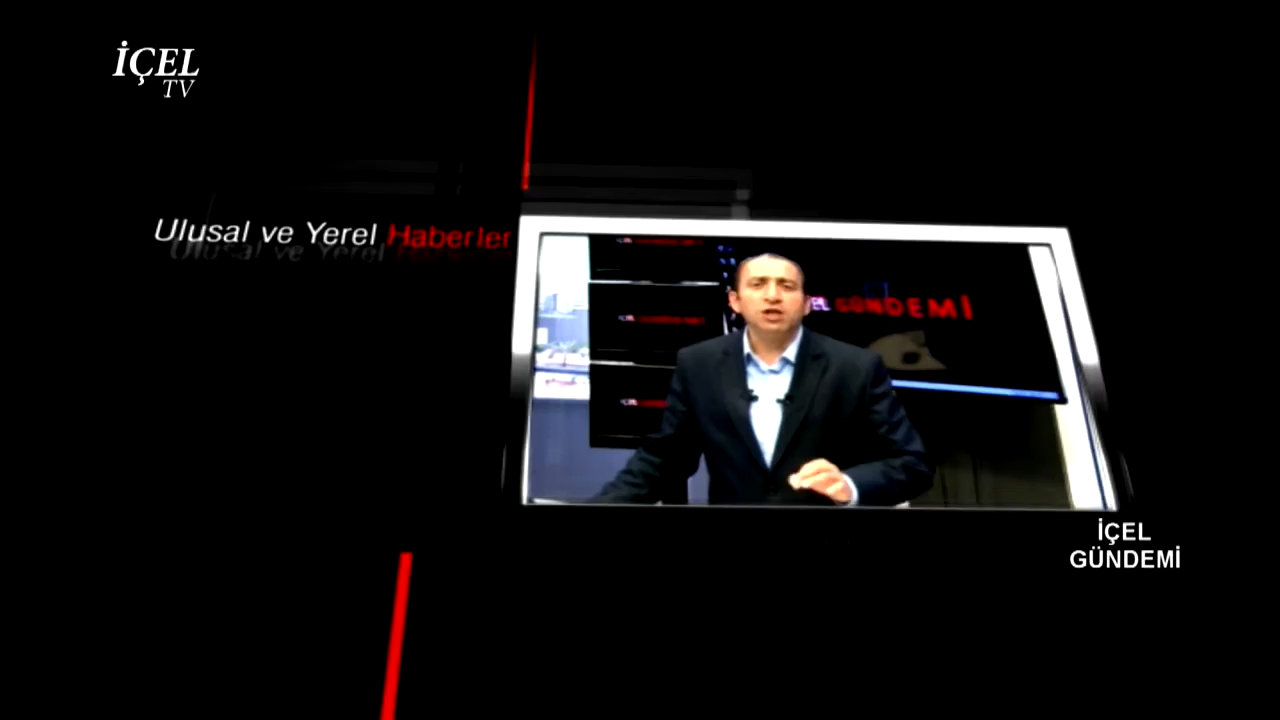 İÇEL
TV
Ulusal ve Yerel Haberler
GÜNDEMİ
İÇEL
GÜNDEMİ